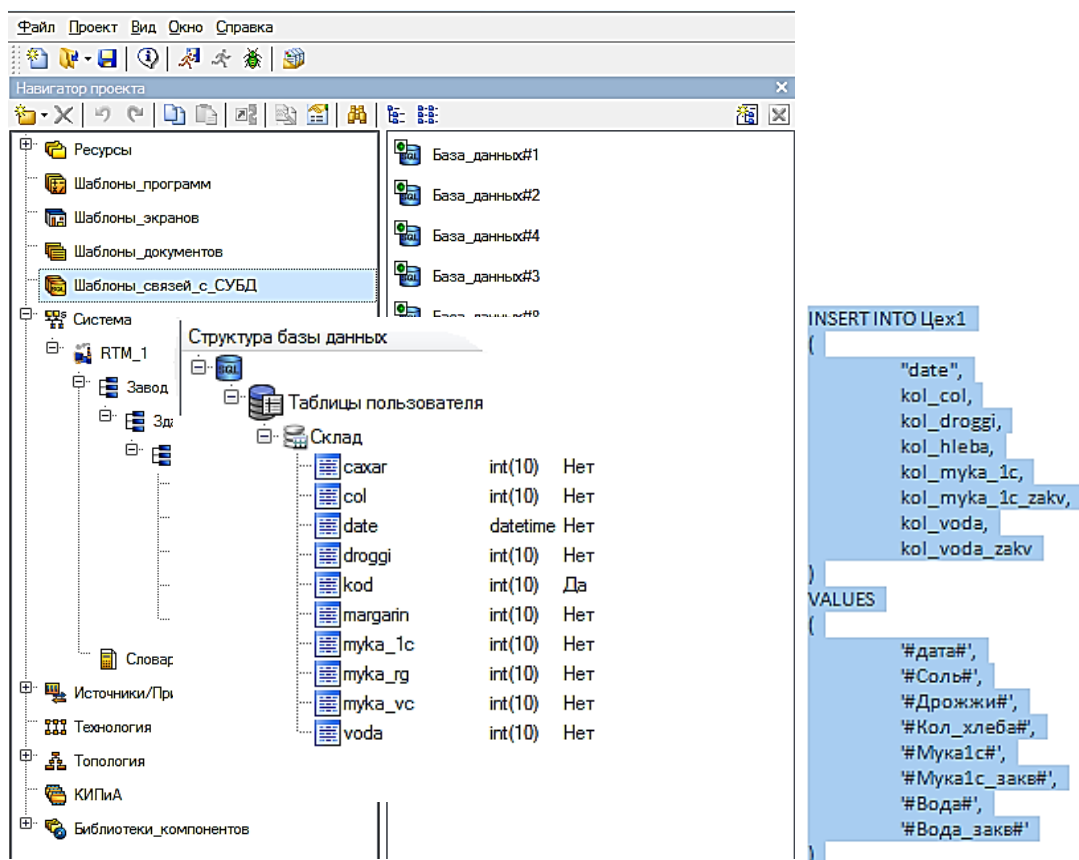 Файл Проект Вид Окно Справка
Навигатор проекта
Ресурсы
Шаблоны_программ
Шаблоны_экранов
Шаблоны_документов
Шаблоны_связей_с_СУБД
Система
RTM_1
Завод
Словар
Источники/Пр
Технология
Топология
КИПиА
Библиотеки_компонентов
База_данных#1
База_данных#2
База_данных#4
База_данных#3
Структура базы данных
SQL
Таблицы пользователя
Склад
caxar int(10) Нет
col int(10) Нет
date datetime Нет
droggi int(10) Нет
kod int(10) Да
margarin int(10) Нет
myka_1c int(10) Нет
myka_rg int(10) Нет
myka_vc int(10) Нет
voda int(10) Нет
INSERT INTO Цех1
(
"date",
kol_col,
kol_droggi,
kol_hleba,
kol_myka_1c,
kol_myka_1c_zakv,
kol_voda,
kol_voda_zakv
)
VALUES
(
'#дата#',
'#Соль#',
'#Дрожжи#',
'#Кол_хлеба#',
'#Мука1с#',
'#Мука1с_закв#',
'#Вода#',
'#Вода_закв#'
)